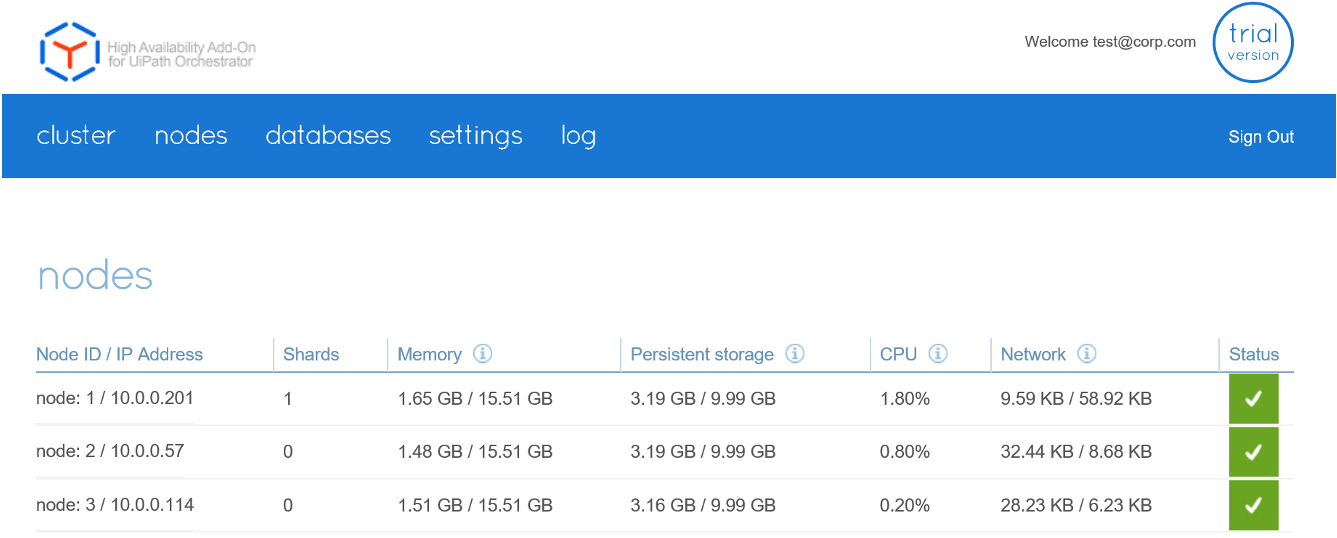 High Availability Add-On
for UiPath Orchestrator
Welcome test@corp.com
trial
version
cluster nodes databases settings log Sign Out
nodes
Node ID / IP Address Shards Memory Persistent storage CPU Network Status
node: 1 / 10.0.0.201 1 1.65 GB / 15.51 GB 3.19 GB / 9.99 GB 1.80% 9.59 KB / 58.92 KB
node: 2 / 10.0.0.57 0 1.48 GB / 15.51 GB 3.19 GB / 9.99 GB 0.80% 32.44 KB / 8.68 KB
node: 3 / 10.0.0.114 0 1.51 GB / 15.51 GB 3.16 GB / 9.99 GB 0.20% 28.23 KB / 6.23 KB